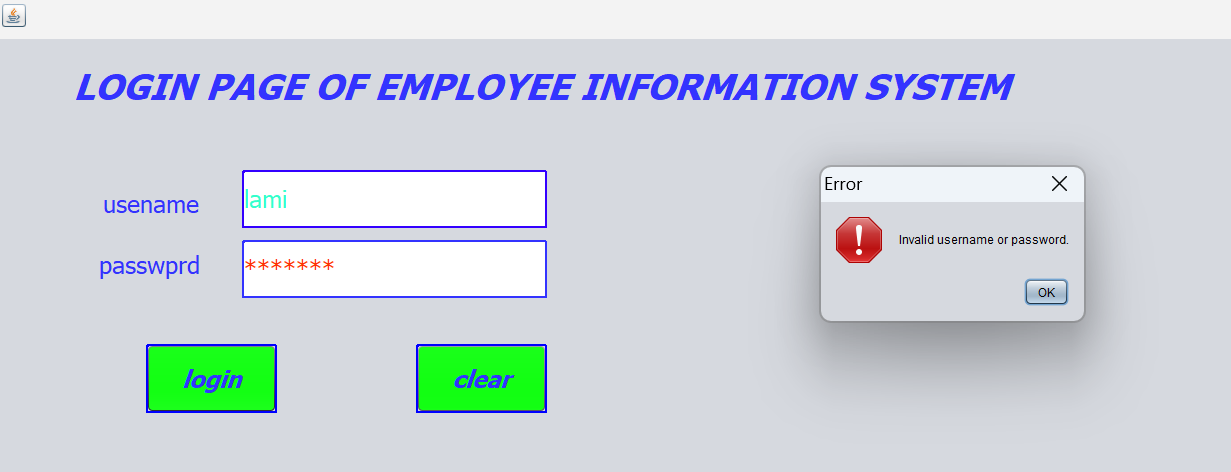 LOGIN PAGE OF EMPLOYEE INFORMATION SYSTEM
usename
lami
passwprd
*******
login
clear
Error
Invalid username or password.
OK